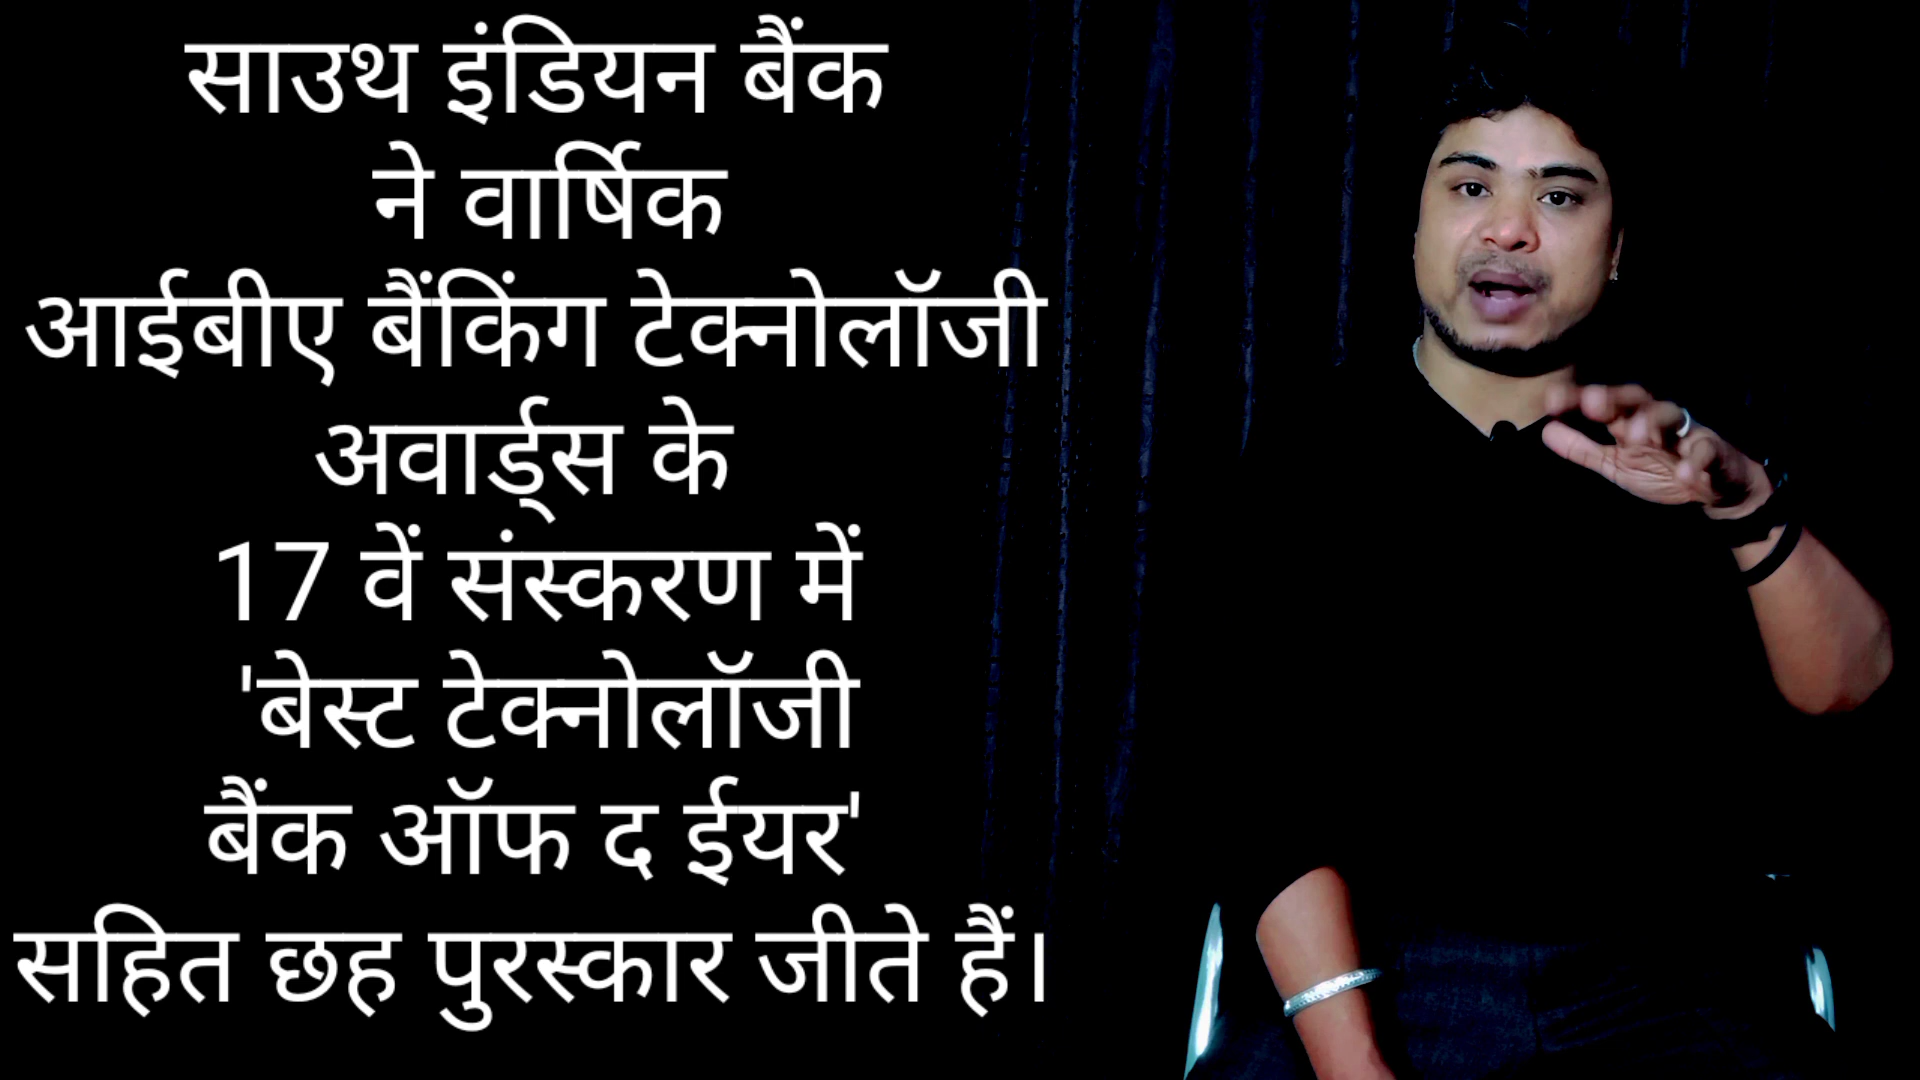 साउथ इंडियन बैंक
ने वार्षिक
आईबीए बैंकिंग टेक्नोलॉजी
अवार्ड्स के
17 वें संस्करण में
'बेस्ट टेक्नोलॉजी
बैंक ऑफ द ईयर'
सहित छह पुरस्कार जीते हैं।